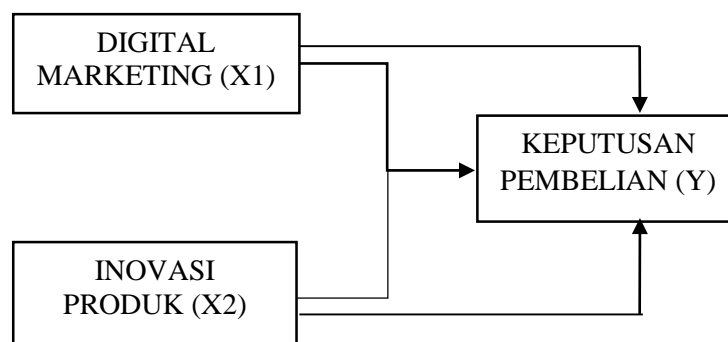 DIGITAL
MARKETING (X1)
KEPUTUSAN
PEMBELIAN (Y)
INOVASI
PRODUK (X2)